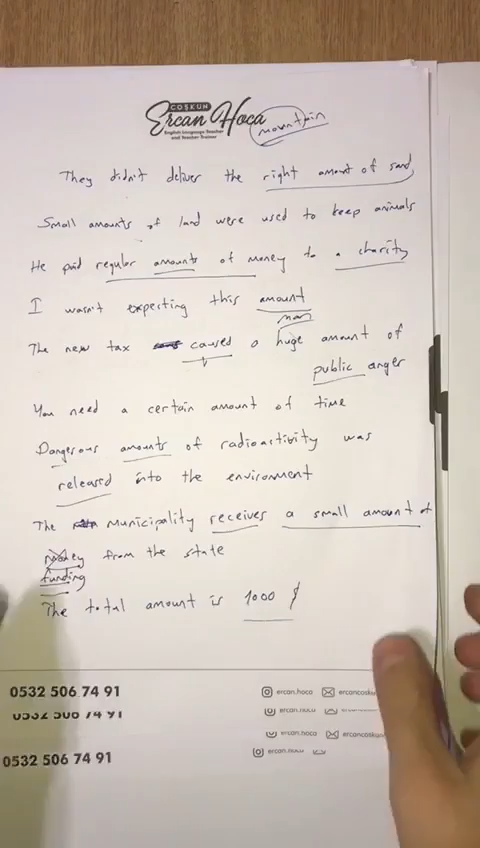 COŞKUN
Ercan Hoca
English Language Teacher
and Teacher Trainer
mountain
They didn't deliver the right amount of sand
Small amounts of land were used to keep animals
He paid regular amounts of money to a charity
I wasn't expecting this amount
The new tax caused a huge amount of
public anger
You need a certain amount of time
Dangerous amounts of radioactivity was
released into the environment
The municipality receives a small amount of
money from the state
funding
The total amount is 1000 $
0532 506 74 91 ercan.hoca ercancosku
0532 506 74 91 ercan.hoca
ercan.hoca ercancoskun
0532 506 74 91 ercan.hoca